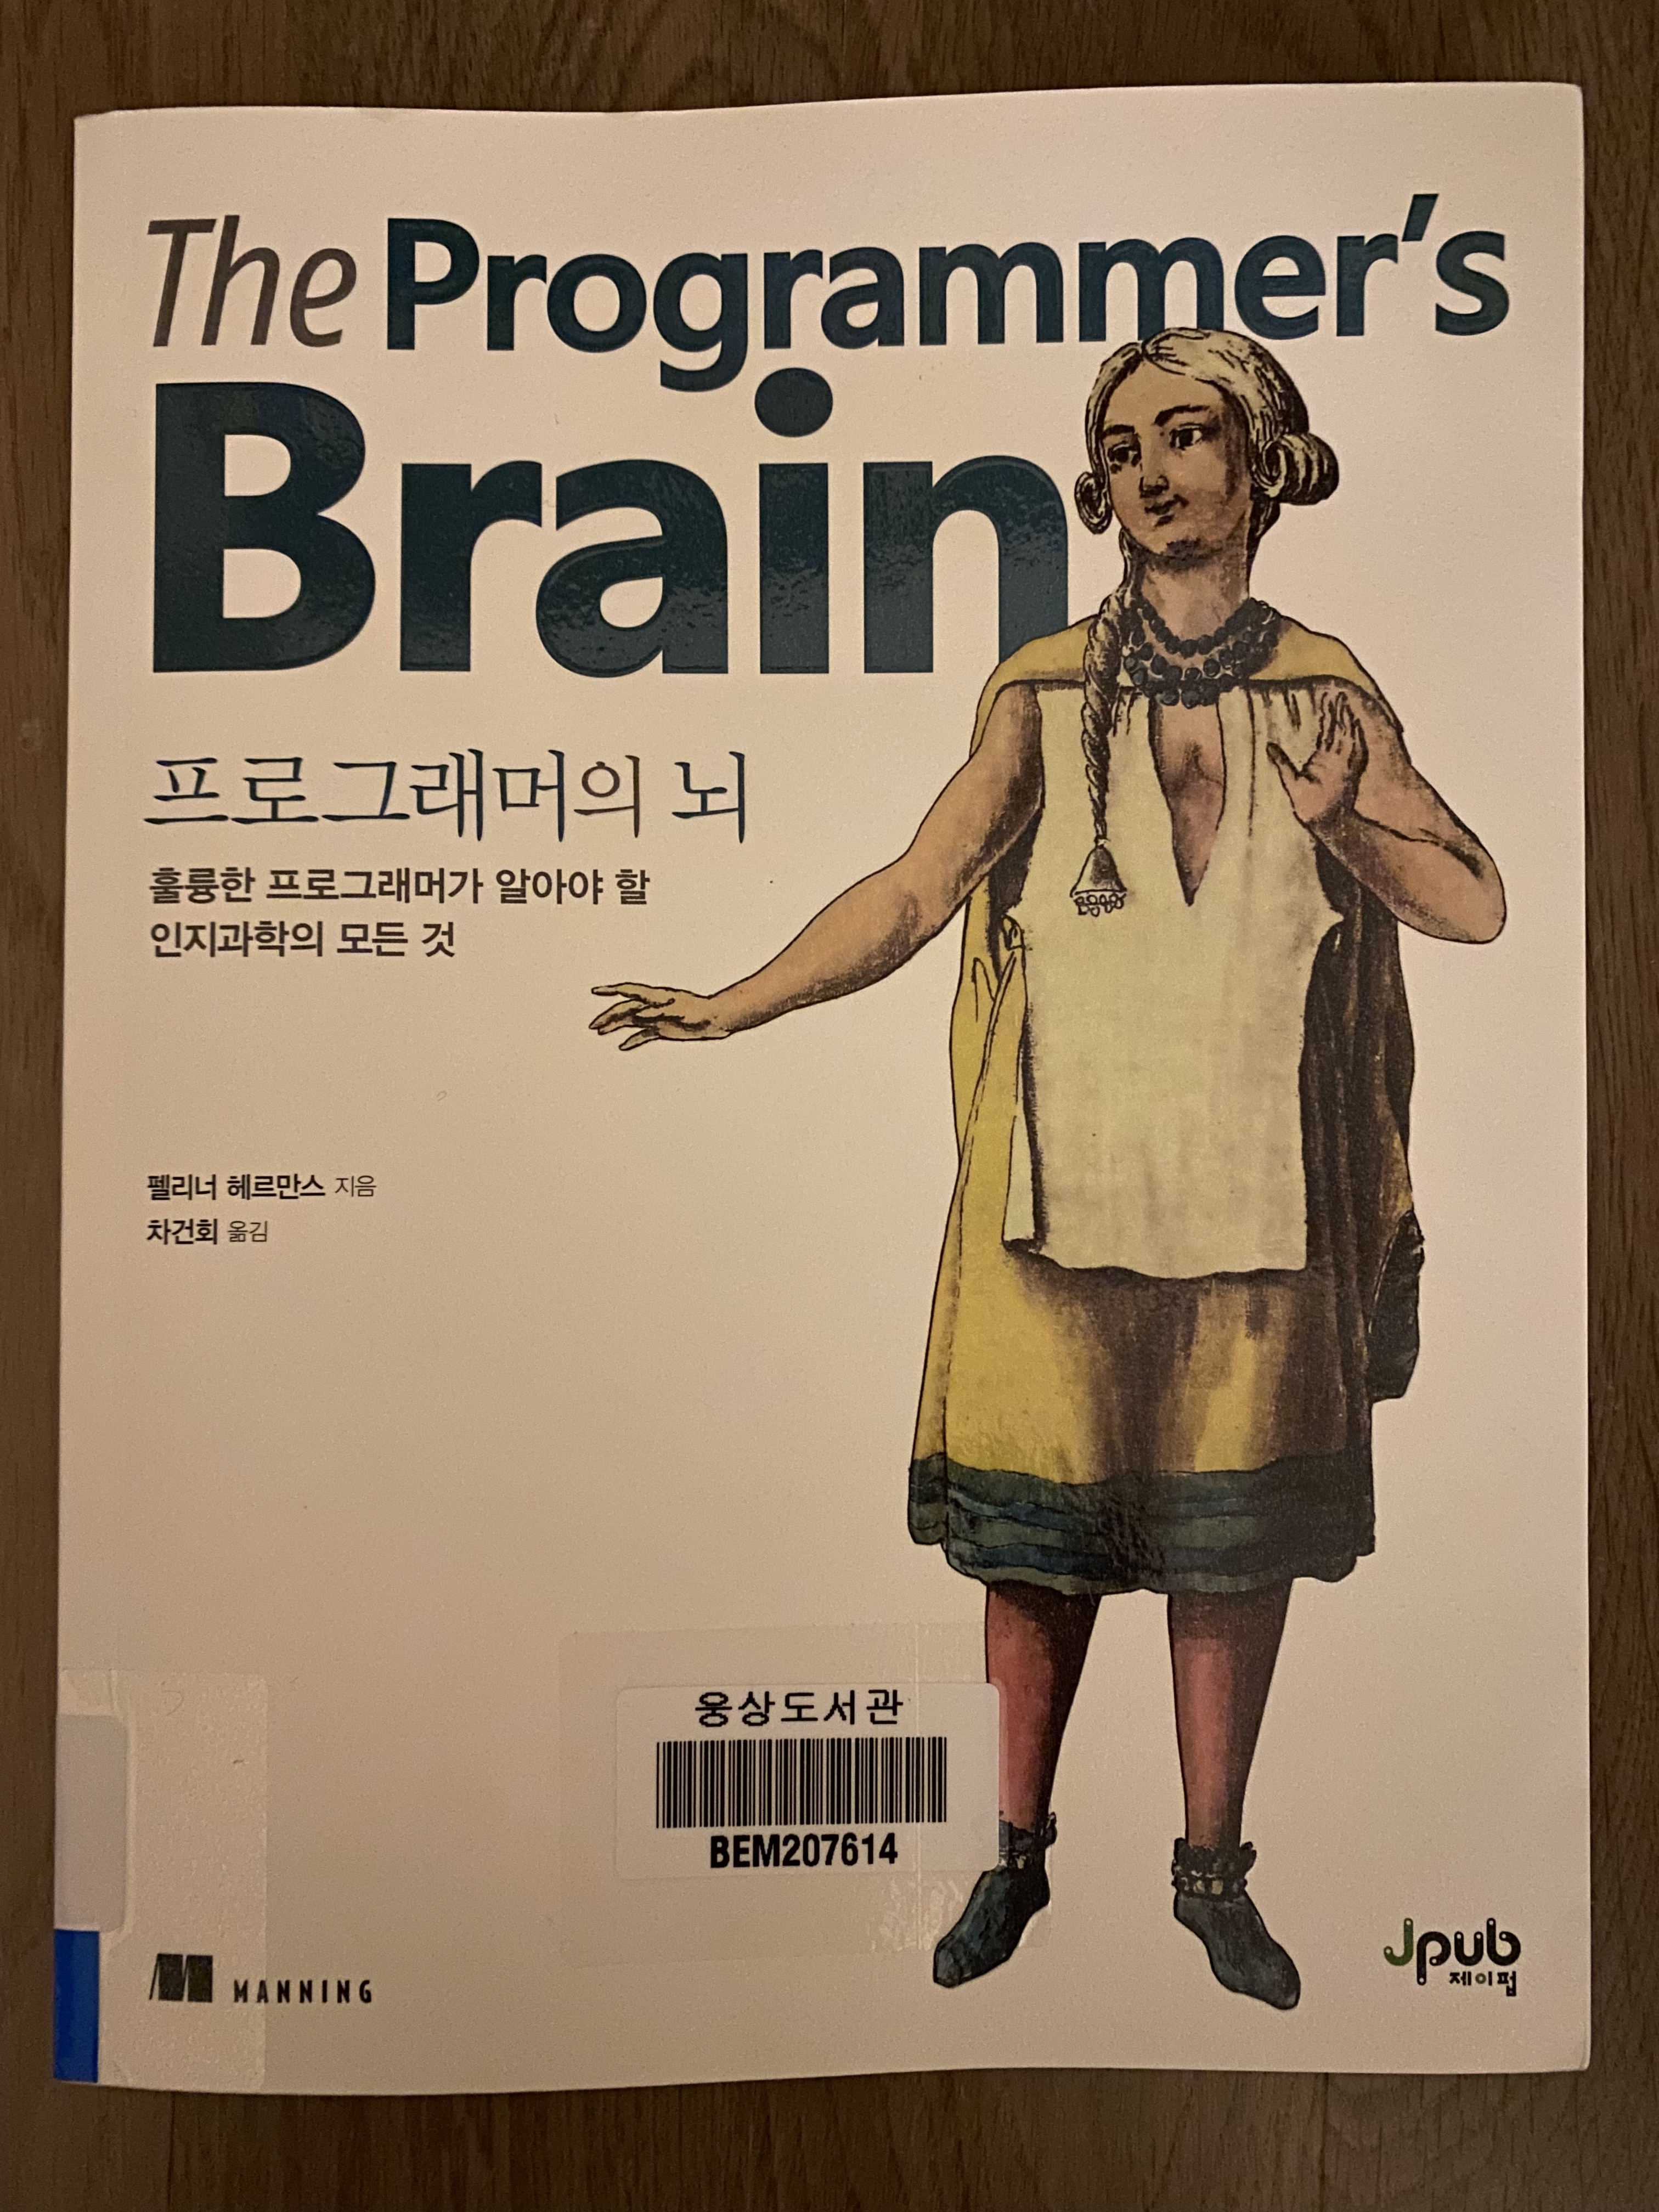 The Programmer's
Brain
프로그래머의 뇌
훌륭한 프로그래머가 알아야 할
인지과학의 모든 것
펠리너 헤르만스 지음
차건회 옮김
웅상도서관
BEM207614
MANNING
Jpub
제이펍